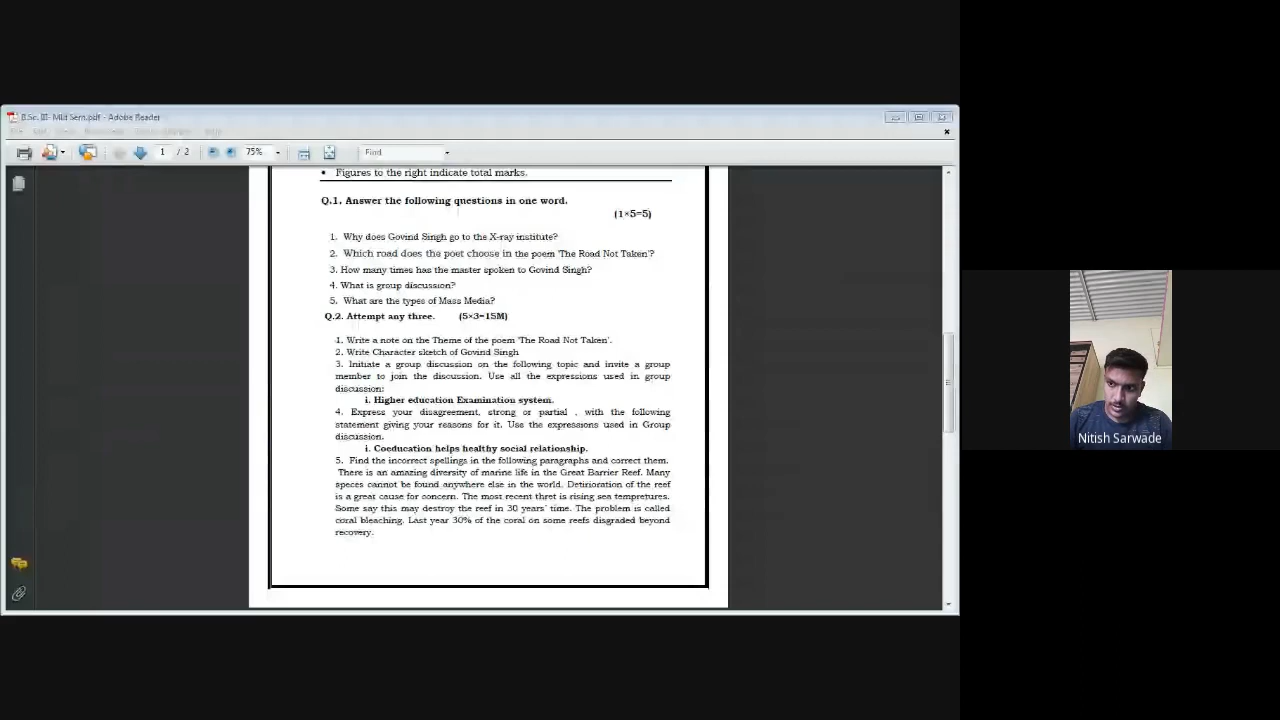 B.Sc. III- Mid Sem.pdf - Adobe Reader
1 / 2 75% Find
• Figures to the right indicate total marks.
Q.1. Answer the following questions in one word.
(1×5=5)
1. Why does Govind Singh go to the X-ray institute?
2. Which road does the poet choose in the poem 'The Road Not Taken'?
3. How many times has the master spoken to Govind Singh?
4. What is group discussion?
5. What are the types of Mass Media?
Q.2. Attempt any three. (5×3=15M)
1. Write a note on the Theme of the poem 'The Road Not Taken'.
2. Write Character sketch of Govind Singh
3. Initiate a group discussion on the following topic and invite a group
member to join the discussion. Use all the expressions used in group
discussion:
i. Higher education Examination system.
4. Express your disagreement, strong or partial , with the following
statement giving your reasons for it. Use the expressions used in Group
discussion.
i. Coeducation helps healthy social relationship.
5. Find the incorrect spellings in the following paragraphs and correct them.
There is an amazing diversity of marine life in the Great Barrier Reef. Many
speces cannot be found anywhere else in the world. Detirioration of the reef
is a great cause for concern. The most recent thret is rising sea tempretures.
Some say this may destroy the reef in 30 years' time. The problem is called
coral bleaching. Last year 30% of the coral on some reefs disgraded beyond
recovery.
Nitish Sarwade